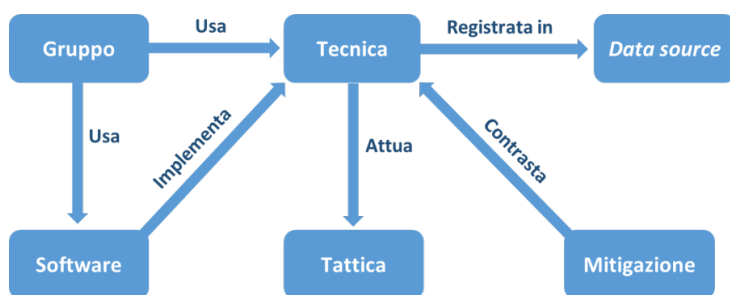 Usa
Registrata in
Gruppo
Tecnica
Data source
Usa
Implementa
Attua
Contrasta
Software
Tattica
Mitigazione